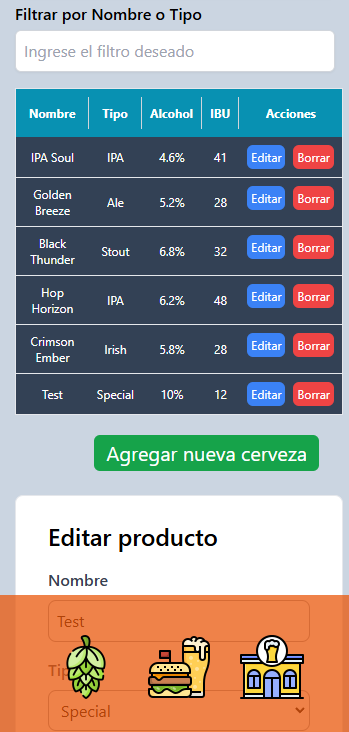 Filtrar por Nombre o Tipo
Ingrese el filtro deseado
Nombre Tipo Alcohol IBU Acciones
IPA Soul IPA 4.6% 41 Editar Borrar
Golden
Breeze Ale 5.2% 28 Editar Borrar
Black
Thunder Stout 6.8% 32 Editar Borrar
Hop
Horizon IPA 6.2% 48 Editar Borrar
Crimson
Ember Irish 5.8% 28 Editar Borrar
Test Special 10% 12 Editar Borrar
Agregar nueva cerveza
Editar producto
Nombre
Test
Special